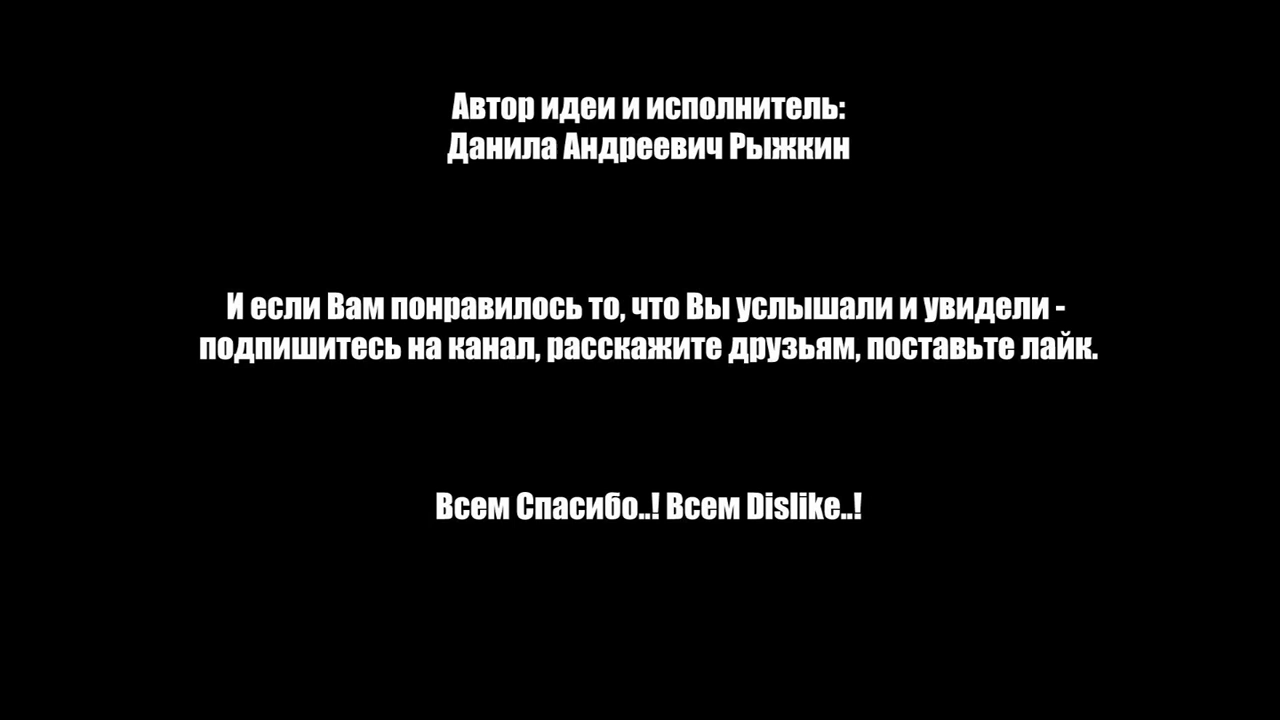 Автор идеи и исполнитель:
Данила Андреевич Рыжкин
И если Вам понравилось то, что Вы услышали и увидели -
подпишитесь на канал, расскажите друзьям, поставьте лайк.
Всем Спасибо..! Всем Dislike..!